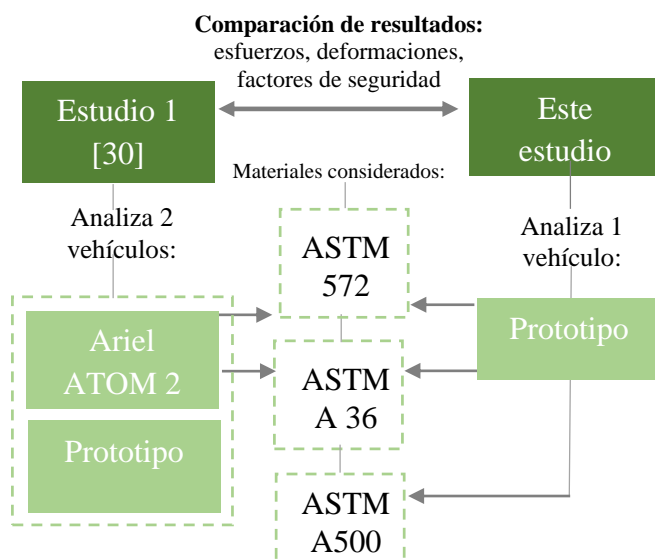 Comparación de resultados:
esfuerzos, deformaciones,
factores de seguridad
Estudio 1
[30]
Este
estudio
Materiales considerados:
Analiza 2
vehículos:
Analiza 1
vehículo:
ASTM
572
Ariel
ATOM 2
Prototipo
ASTM
A 36
Prototipo
ASTM
A500